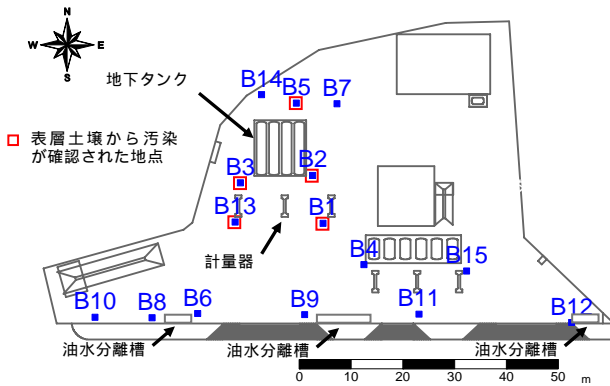 N
W E
S
地下タンク
B14
B5
B7
表層土壌から汚染
が確認された地点
B3
B2
B13
B1
計量器
B4
B15
B10
B8
B6
B9
B11
B12
油水分離槽
油水分離槽
油水分離槽
0 10 20 30 40 50 m